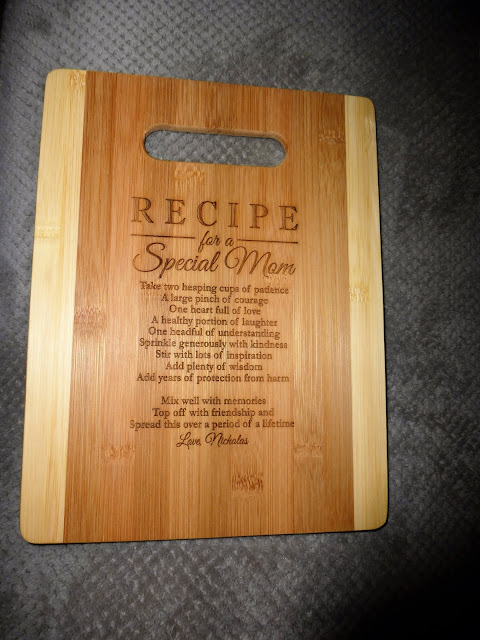 RECIPE
for a
Special Mom
Take two heaping cups of patience
A large pinch of courage
One heart full of love
A healthy portion of laughter
One headful of understanding
Sprinkle generously with kindness
Stir with lots of inspiration
Add plenty of wisdom
Add years of protection from harm
Mix well with memories
Top off with friendship and
Spread this over a period of a lifetime
Love, Nicholas